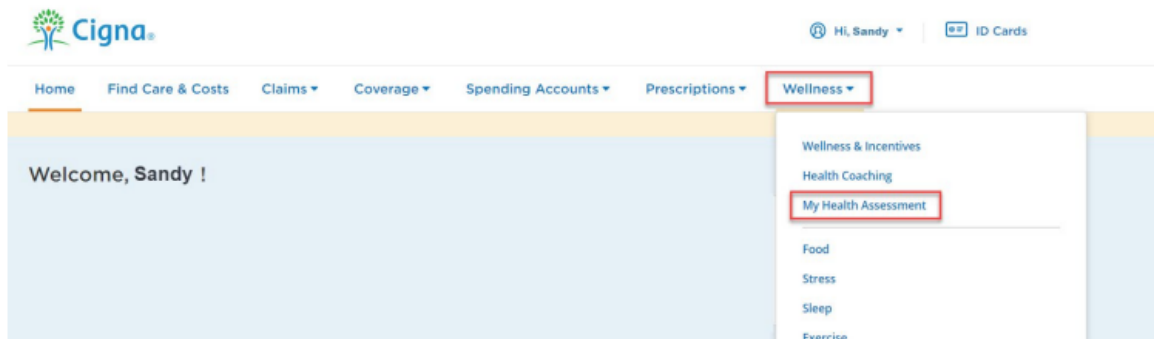 Cigna®
Hi, Sandy
ID Cards
Home Find Care & Costs Claims Coverage Spending Accounts Prescriptions Wellness
Welcome, Sandy !
Wellness & Incentives
Health Coaching
My Health Assessment
Food
Stress
Sleep
Exercise